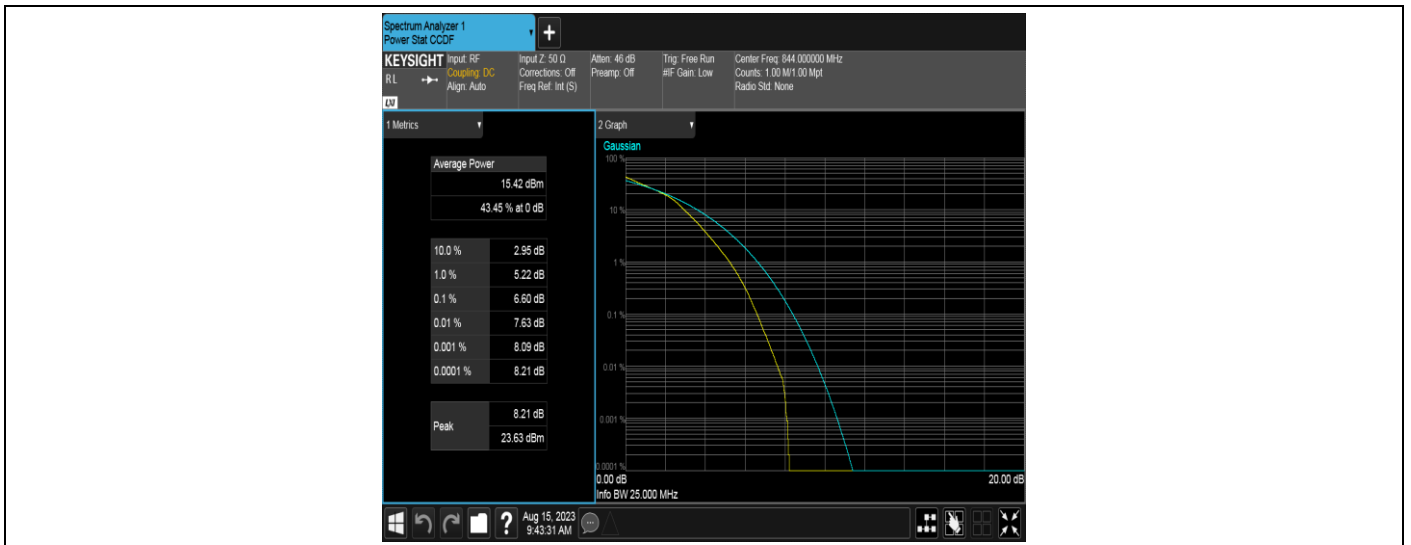 Spectrum Analyzer 1
Power Stat CCDF
+
KEYSIGHT
RL
LXI
Input: RF
Coupling: DC
Align: Auto
Input Z: 50 Ω
Corrections: Off
Freq Ref: Int (S)
Atten: 46 dB
Preamp: Off
Trig: Free Run
#IF Gain: Low
Center Freq: 844.000000 MHz
Counts: 1.00 M/1.00 Mpt
Radio Std: None
1 Metrics
Average Power
15.42 dBm
43.45 % at 0 dB
10.0 % 2.95 dB
1.0 % 5.22 dB
0.1 % 6.60 dB
0.01 % 7.63 dB
0.001 % 8.09 dB
0.0001 % 8.21 dB
Peak
8.21 dB
23.63 dBm
2 Graph
Gaussian
100 %
10 %
1 %
0.1 %
0.01 %
0.001 %
0.0001 %
0.00 dB 20.00 dB
Info BW 25.000 MHz
?
Aug 15, 2023
9:43:31 AM